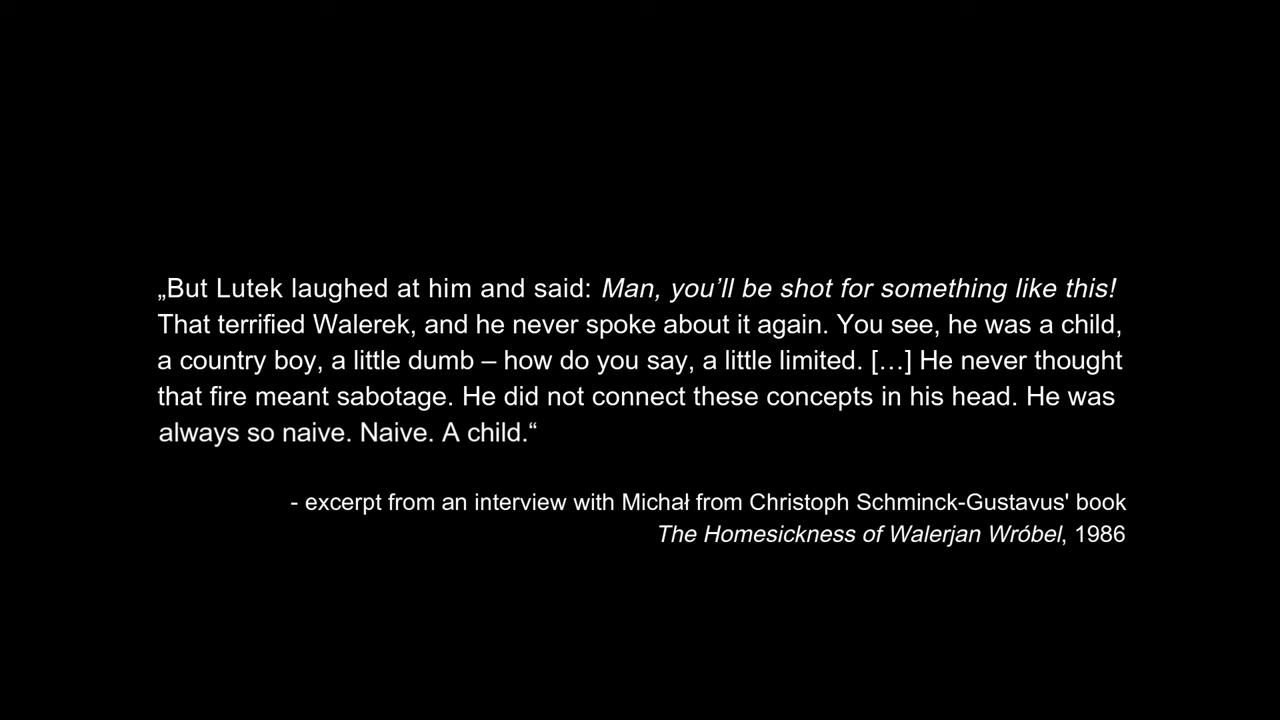 „But Lutek laughed at him and said: Man, you’ll be shot for something like this!
That terrified Walerek, and he never spoke about it again. You see, he was a child,
a country boy, a little dumb – how do you say, a little limited. […] He never thought
that fire meant sabotage. He did not connect these concepts in his head. He was
always so naive. Naive. A child.“
- excerpt from an interview with Michał from Christoph Schminck-Gustavus' book
The Homesickness of Walerjan Wróbel, 1986